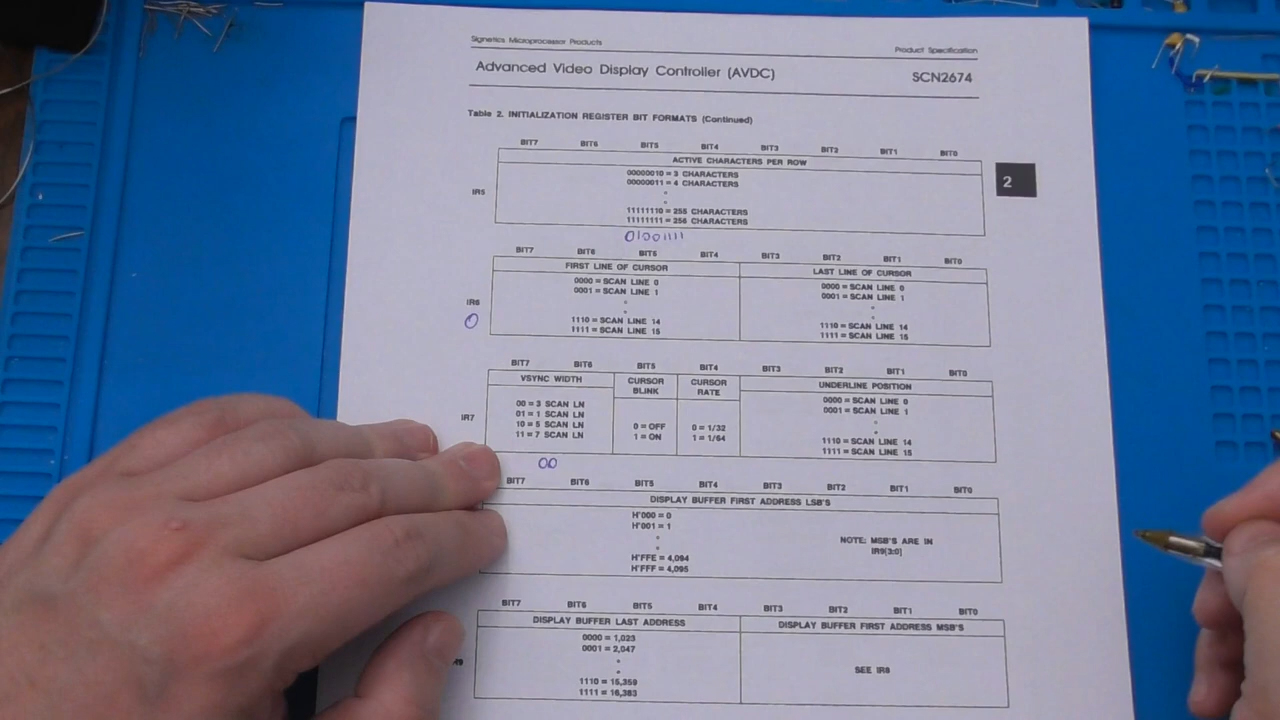 Signetics Microprocessor Products
Product Specification
Advanced Video Display Controller (AVDC)
SCN2674
Table 2. INITIALIZATION REGISTER BIT FORMATS (Continued)
2
BIT7 BIT6 BIT5 BIT4 BIT3 BIT2 BIT1 BIT0
ACTIVE CHARACTERS PER ROW
IR5
00000010 = 3 CHARACTERS
00000011 = 4 CHARACTERS
11111110 = 255 CHARACTERS
11111111 = 256 CHARACTERS
01001111
BIT7 BIT6 BIT5 BIT4 BIT3 BIT2 BIT1 BIT0
FIRST LINE OF CURSOR LAST LINE OF CURSOR
IR6
0
0000 = SCAN LINE 0 0000 = SCAN LINE 0
0001 = SCAN LINE 1 0001 = SCAN LINE 1
1110 = SCAN LINE 14 1110 = SCAN LINE 14
1111 = SCAN LINE 15 1111 = SCAN LINE 15
BIT7 BIT6 BIT5 BIT4 BIT3 BIT2 BIT1 BIT0
VSYNC WIDTH CURSOR BLINK CURSOR RATE UNDERLINE POSITION
IR7
00 = 3 SCAN LN 0000 = SCAN LINE 0
01 = 1 SCAN LN 0001 = SCAN LINE 1
10 = 5 SCAN LN 0 = OFF 0 = 1/32
11 = 7 SCAN LN 1 = ON 1 = 1/64
1110 = SCAN LINE 14
1111 = SCAN LINE 15
00
BIT7 BIT6 BIT5 BIT4 BIT3 BIT2 BIT1 BIT0
DISPLAY BUFFER FIRST ADDRESS LSB'S
H'000 = 0
H'001 = 1
H'FFE = 4,094
H'FFF = 4,095
NOTE: MSB'S ARE IN
IR9[3:0]
BIT7 BIT6 BIT5 BIT4 BIT3 BIT2 BIT1 BIT0
DISPLAY BUFFER LAST ADDRESS DISPLAY BUFFER FIRST ADDRESS MSB'S
0000 = 1,023
0001 = 2,047
1110 = 15,359
1111 = 16,383
SEE IR8